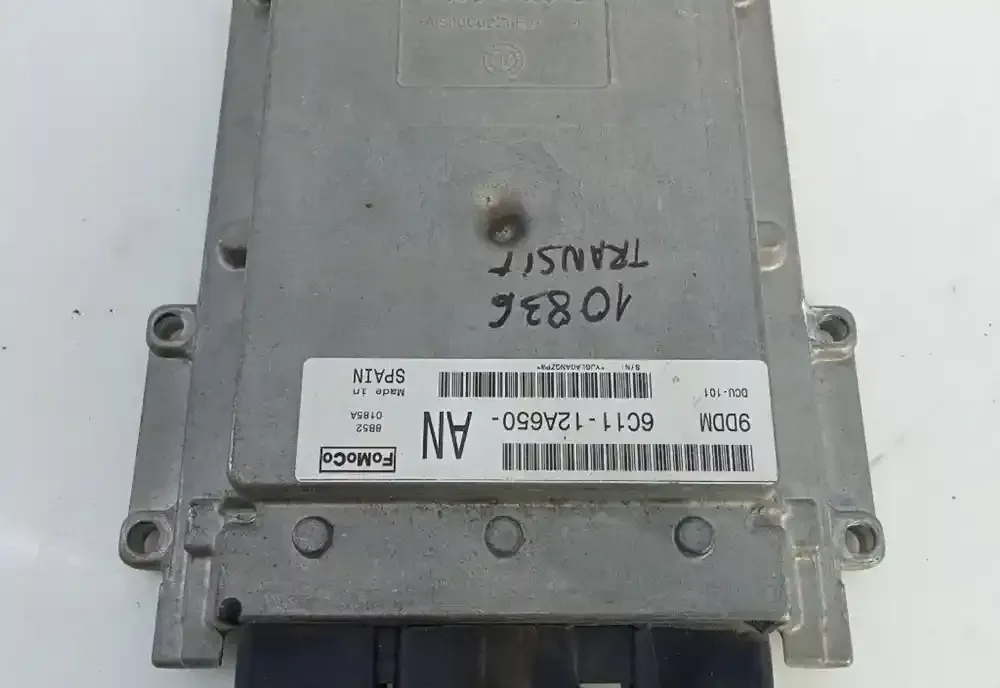 FoMoCo
9DDM 6C11-12A650- AN
8B52
0185A
DCU-101 S/N:
Made in
SPAIN
10836
TRANSIT